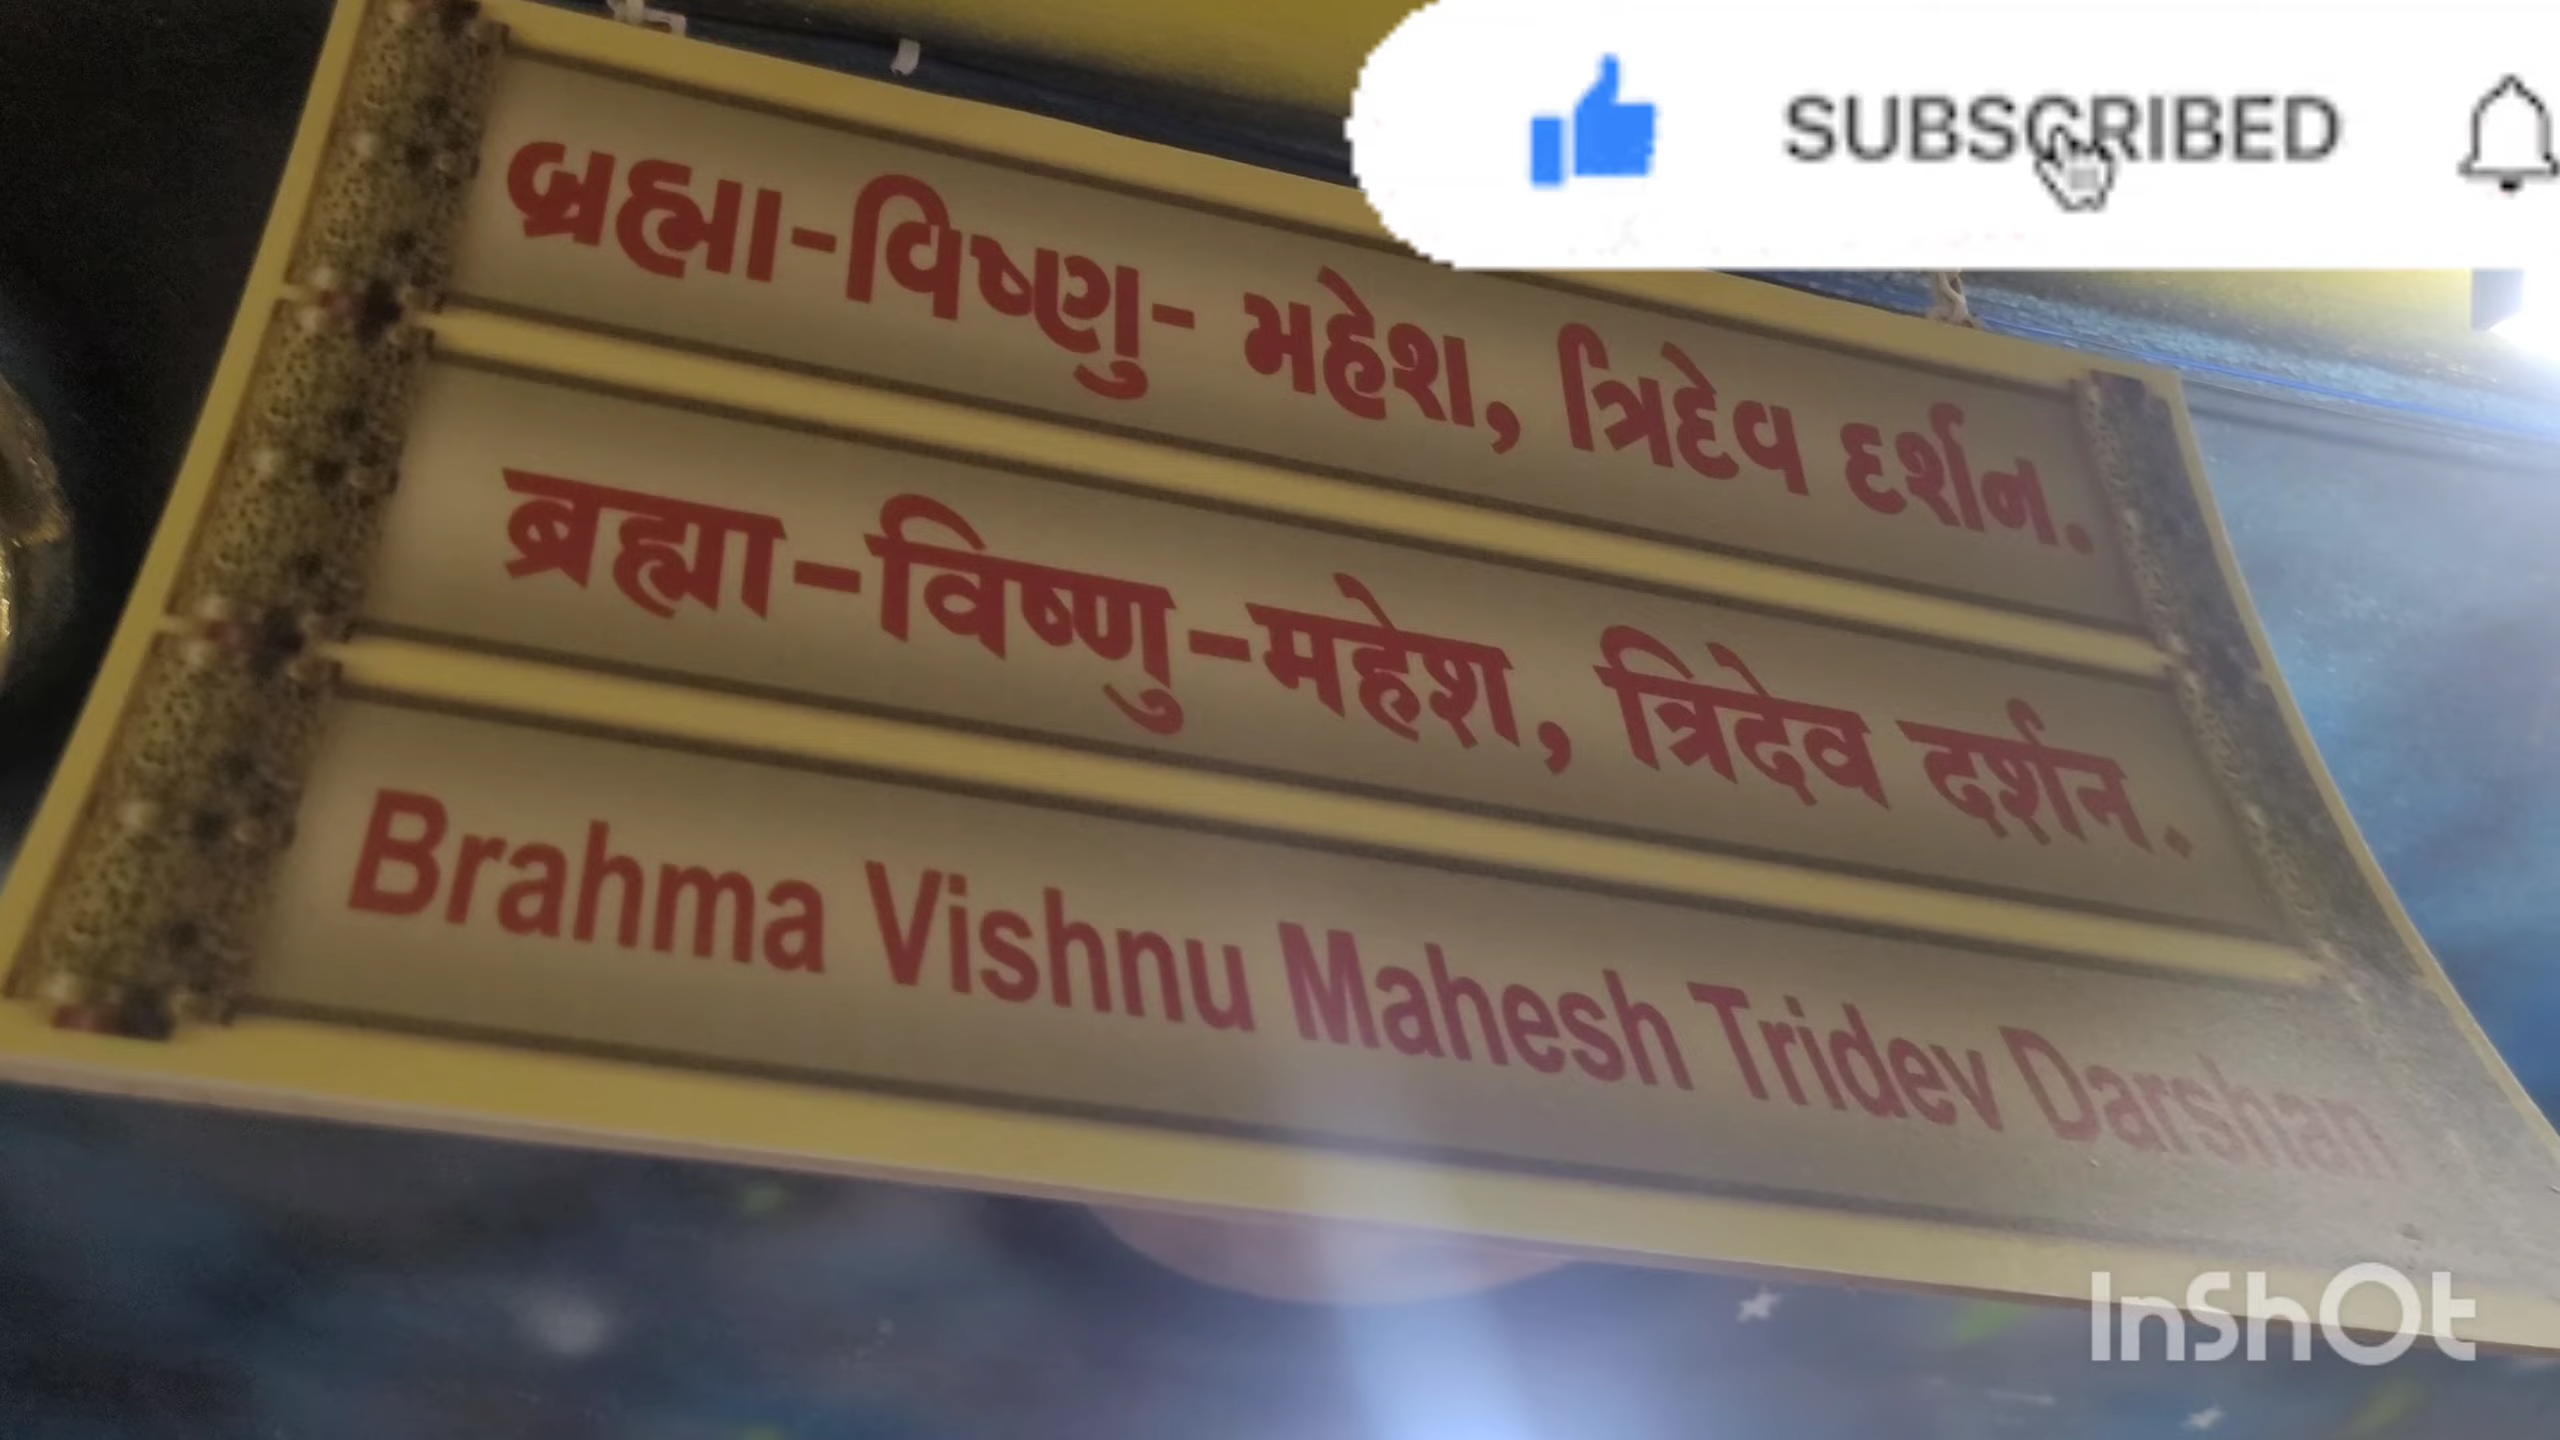 SUBSCRIBED
બ્રહ્મા-વિષ્ણુ- મહેશ, ત્રિદેવ દર્શન.
ब्रह्मा-विष्णु-महेश, त्रिदेव दर्शन.
Brahma Vishnu Mahesh Tridev Darshan
InShOt